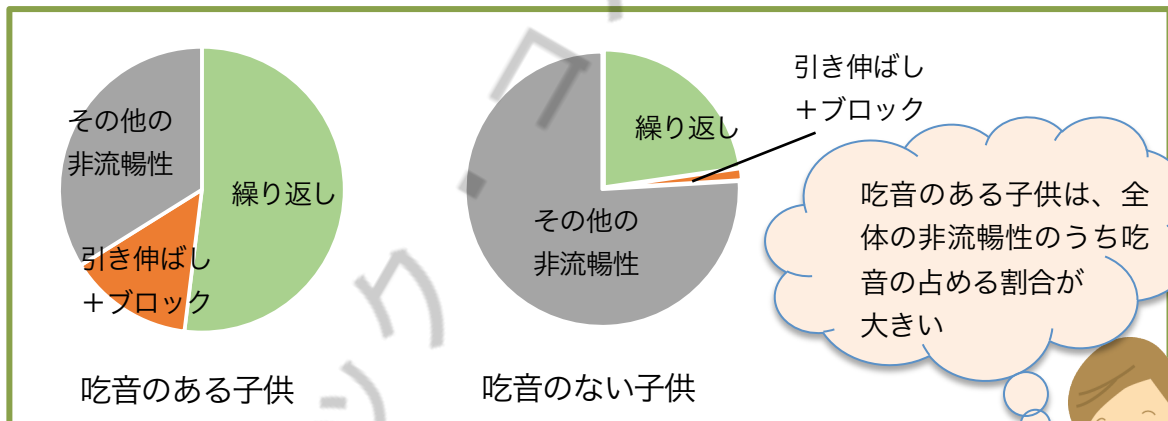 その他の
非流暢性
繰り返し
引き伸ばし
＋ブロック
吃音のある子供
引き伸ばし
＋ブロック
繰り返し
その他の
非流暢性
吃音のない子供
吃音のある子供は、全
体の非流暢性のうち吃
音の占める割合が
大きい